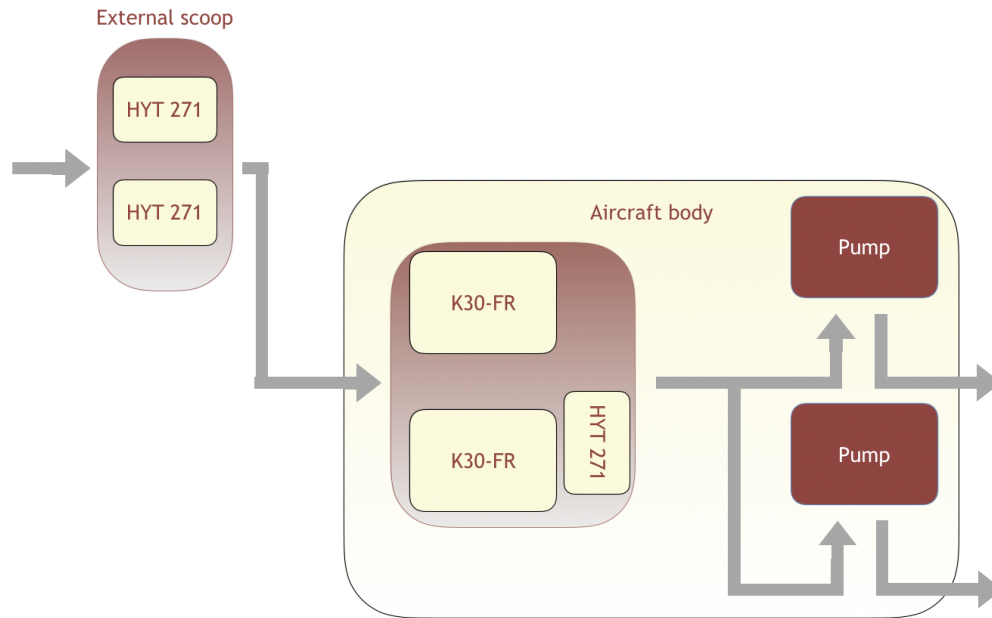 External scoop
HYT 271
HYT 271
Aircraft body
Pump
K30-FR
HYT 271
K30-FR
Pump